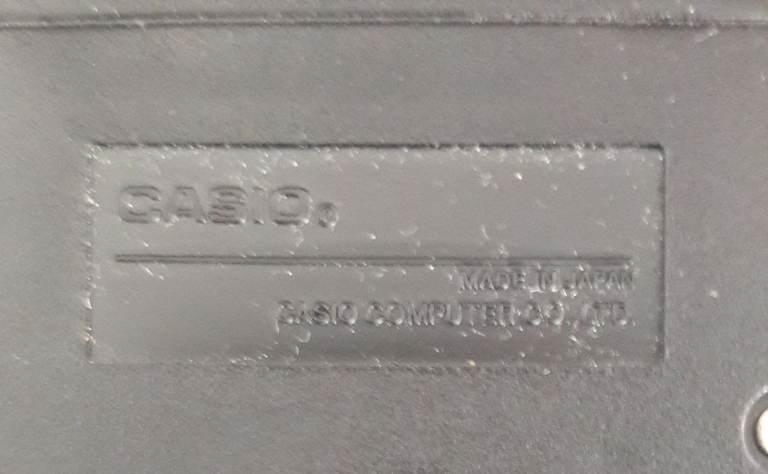 CASIO®
MADE IN JAPAN
CASIO COMPUTER CO., LTD.